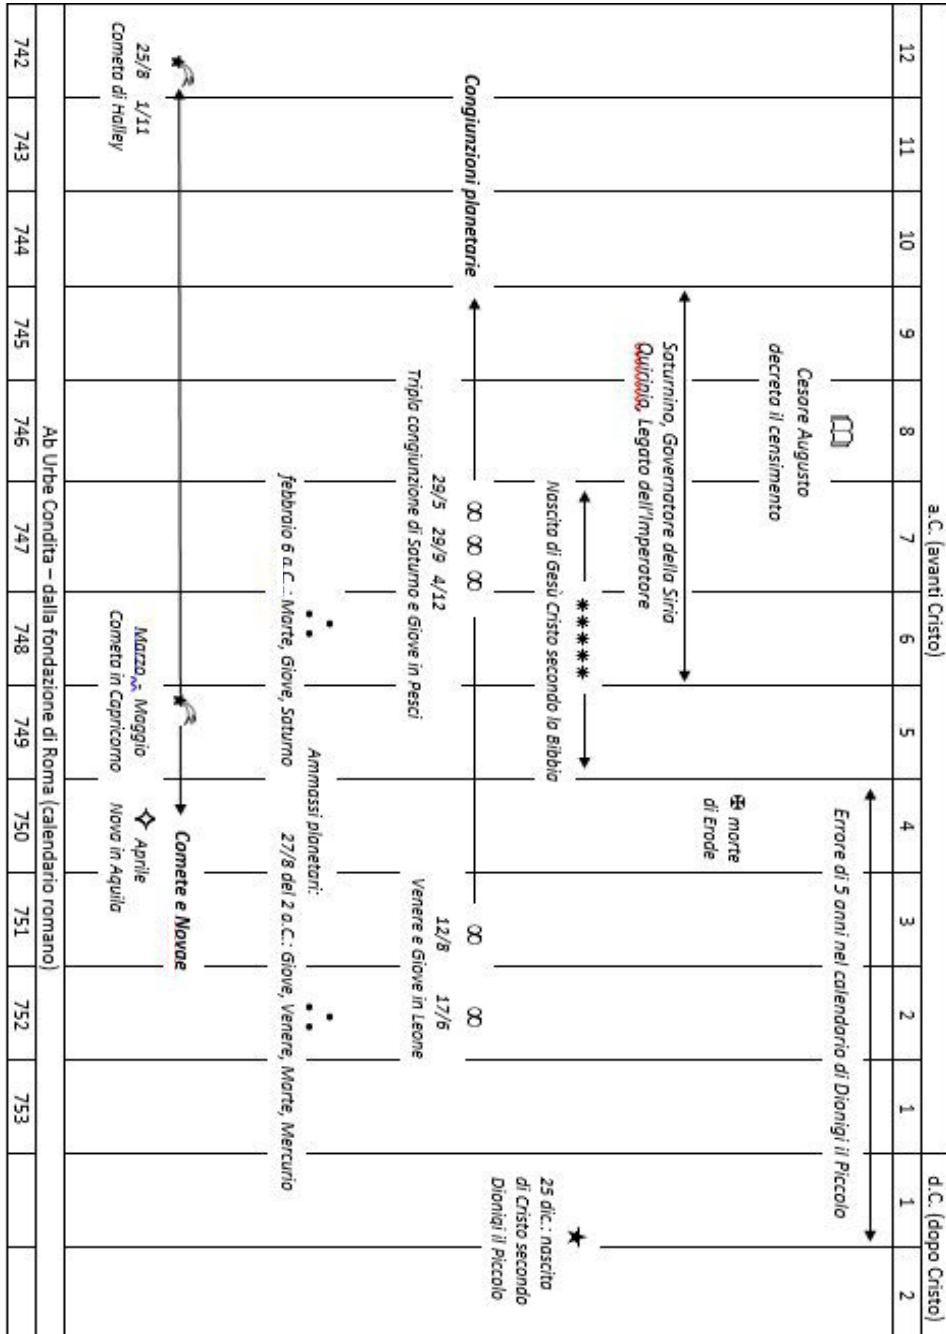 a.C. (avanti Cristo)
d.C. (dopo Cristo)
12 11 10 9 8 7 6 5 4 3 2 1 1 2
Errore di 5 anni nel calendario di Dionigi il Piccolo
Cesare Augusto
decreta il censimento
✠ morte
di Erode
Saturnino, Governatore della Siria
Quirinio, Legato dell'Imperatore
Nascita di Gesù Cristo secondo la Bibbia
25 dic.: nascita
di Cristo secondo
Dionigi il Piccolo
Congiunzioni planetarie
29/5 29/9 4/12
Tripla congiunzione di Saturno e Giove in Pesci
12/8 17/6
Venere e Giove in Leone
Ammassi planetari:
febbraio 6 a.C.: Marte, Giove, Saturno
27/8 del 2 a.C.: Giove, Venere, Marte, Mercurio
Comete e Novae
25/8 1/11
Cometa di Halley
Marzo - Maggio
Cometa in Capricorno
Aprile
Nova in Aquila
Ab Urbe Condita – dalla fondazione di Roma (calendario romano)
742 743 744 745 746 747 748 749 750 751 752 753